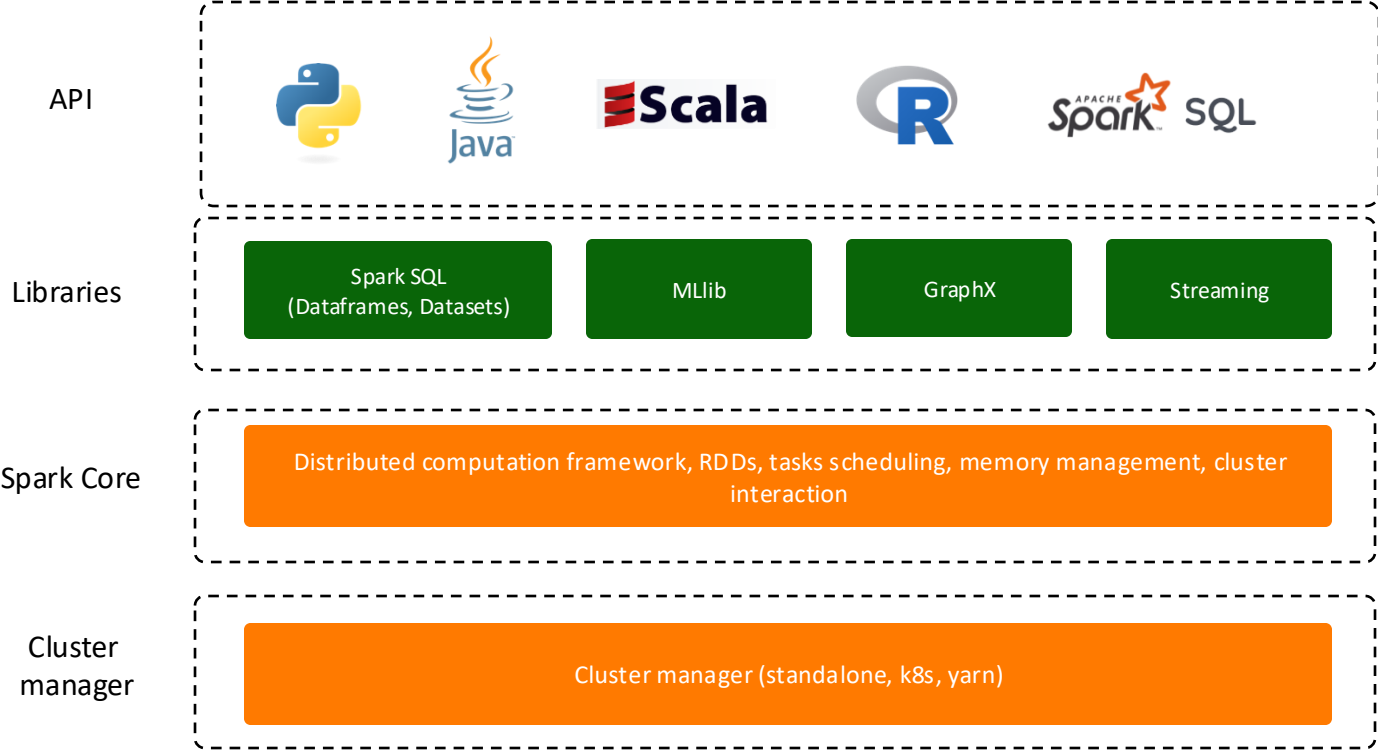 API
Java
Scala
R
APACHE
Spark SQL
TM
Libraries
Spark SQL
(Dataframes, Datasets)
MLlib
GraphX
Streaming
Spark Core
Distributed computation framework, RDDs, tasks scheduling, memory management, cluster
interaction
Cluster
manager
Cluster manager (standalone, k8s, yarn)